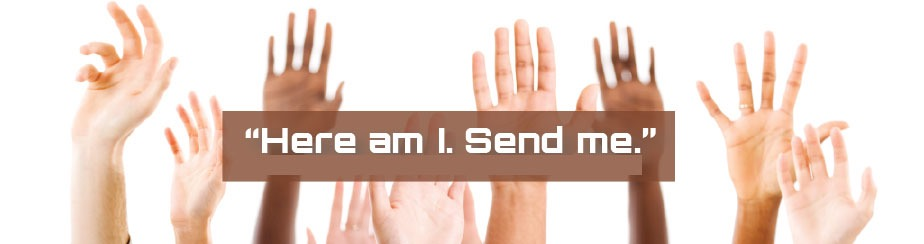 “Here am I. Send me.”